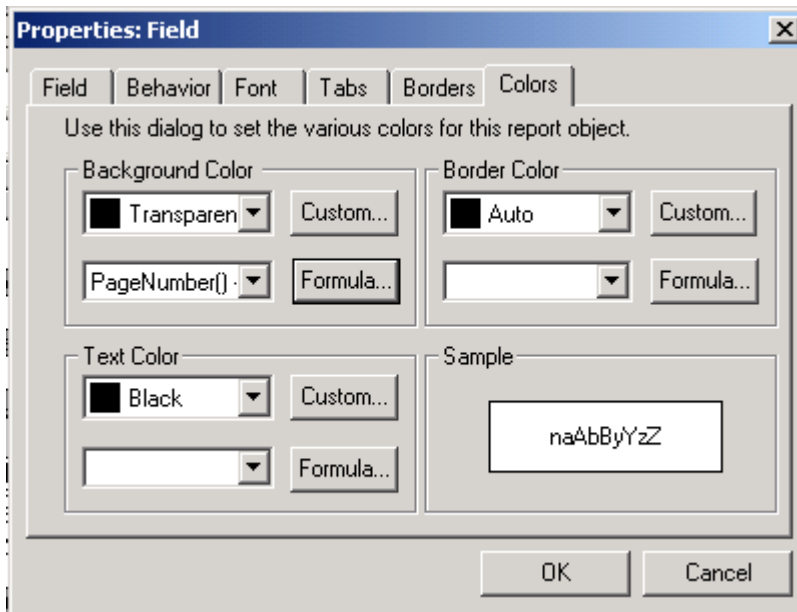 Properties: Field
Field Behavior Font Tabs Borders Colors
Use this dialog to set the various colors for this report object.
Background Color
Transparen Custom...
PageNumber() - Formula...
Border Color
Auto Custom...
Formula...
Text Color
Black Custom...
Formula...
Sample
naAbByYzZ
OK Cancel